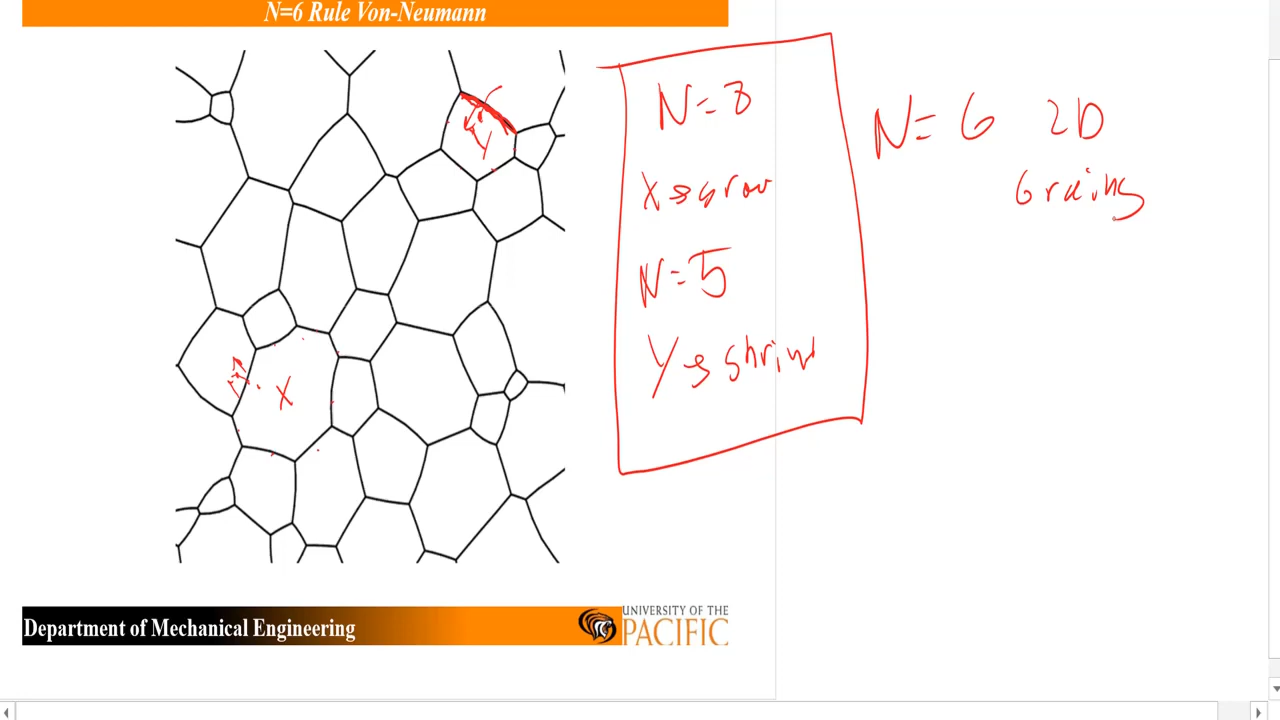 N=6 Rule Von-Neumann
N=8
X → grow
N=5
Y → shrink
N=6 2D
Grains
Y
X
Department of Mechanical Engineering
UNIVERSITY OF THE
PACIFIC